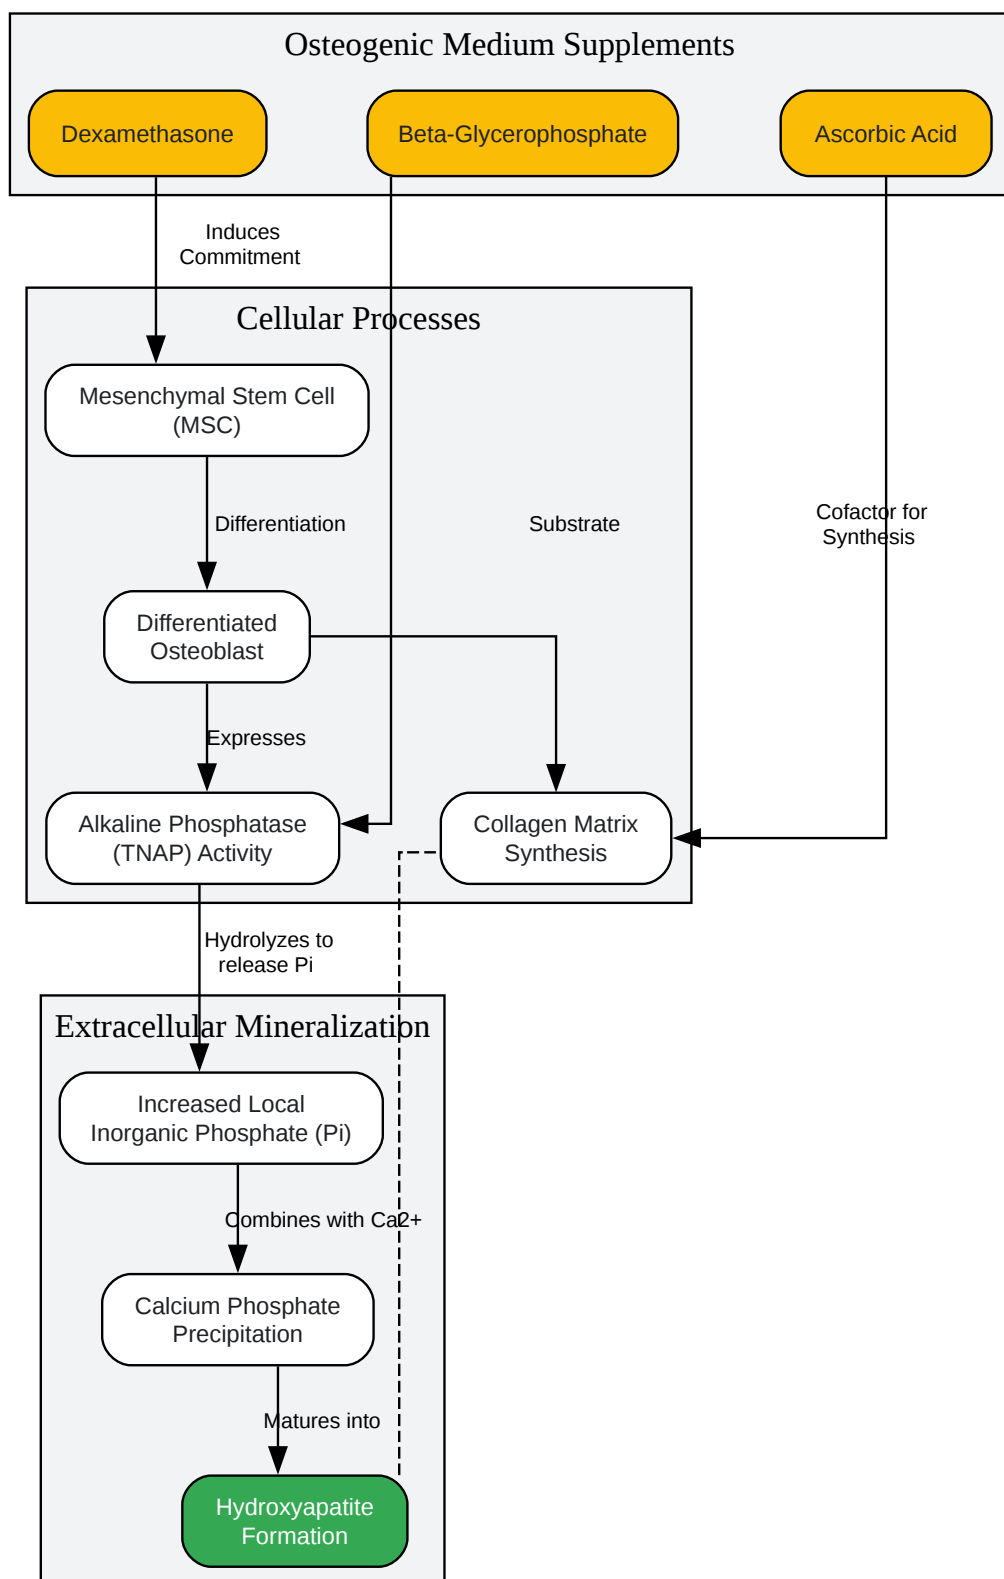 Osteogenic Medium Supplements
Dexamethasone
Beta-Glycerophosphate
Ascorbic Acid
Induces
Commitment
Cellular Processes
Mesenchymal Stem Cell
(MSC)
Differentiation
Substrate
Cofactor for
Synthesis
Differentiated
Osteoblast
Expresses
Alkaline Phosphatase
(TNAP) Activity
Collagen Matrix
Synthesis
Hydrolyzes to
release Pi
Extracellular Mineralization
Increased Local
Inorganic Phosphate (Pi)
Combines with Ca2+
Calcium Phosphate
Precipitation
Matures into
Hydroxyapatite
Formation